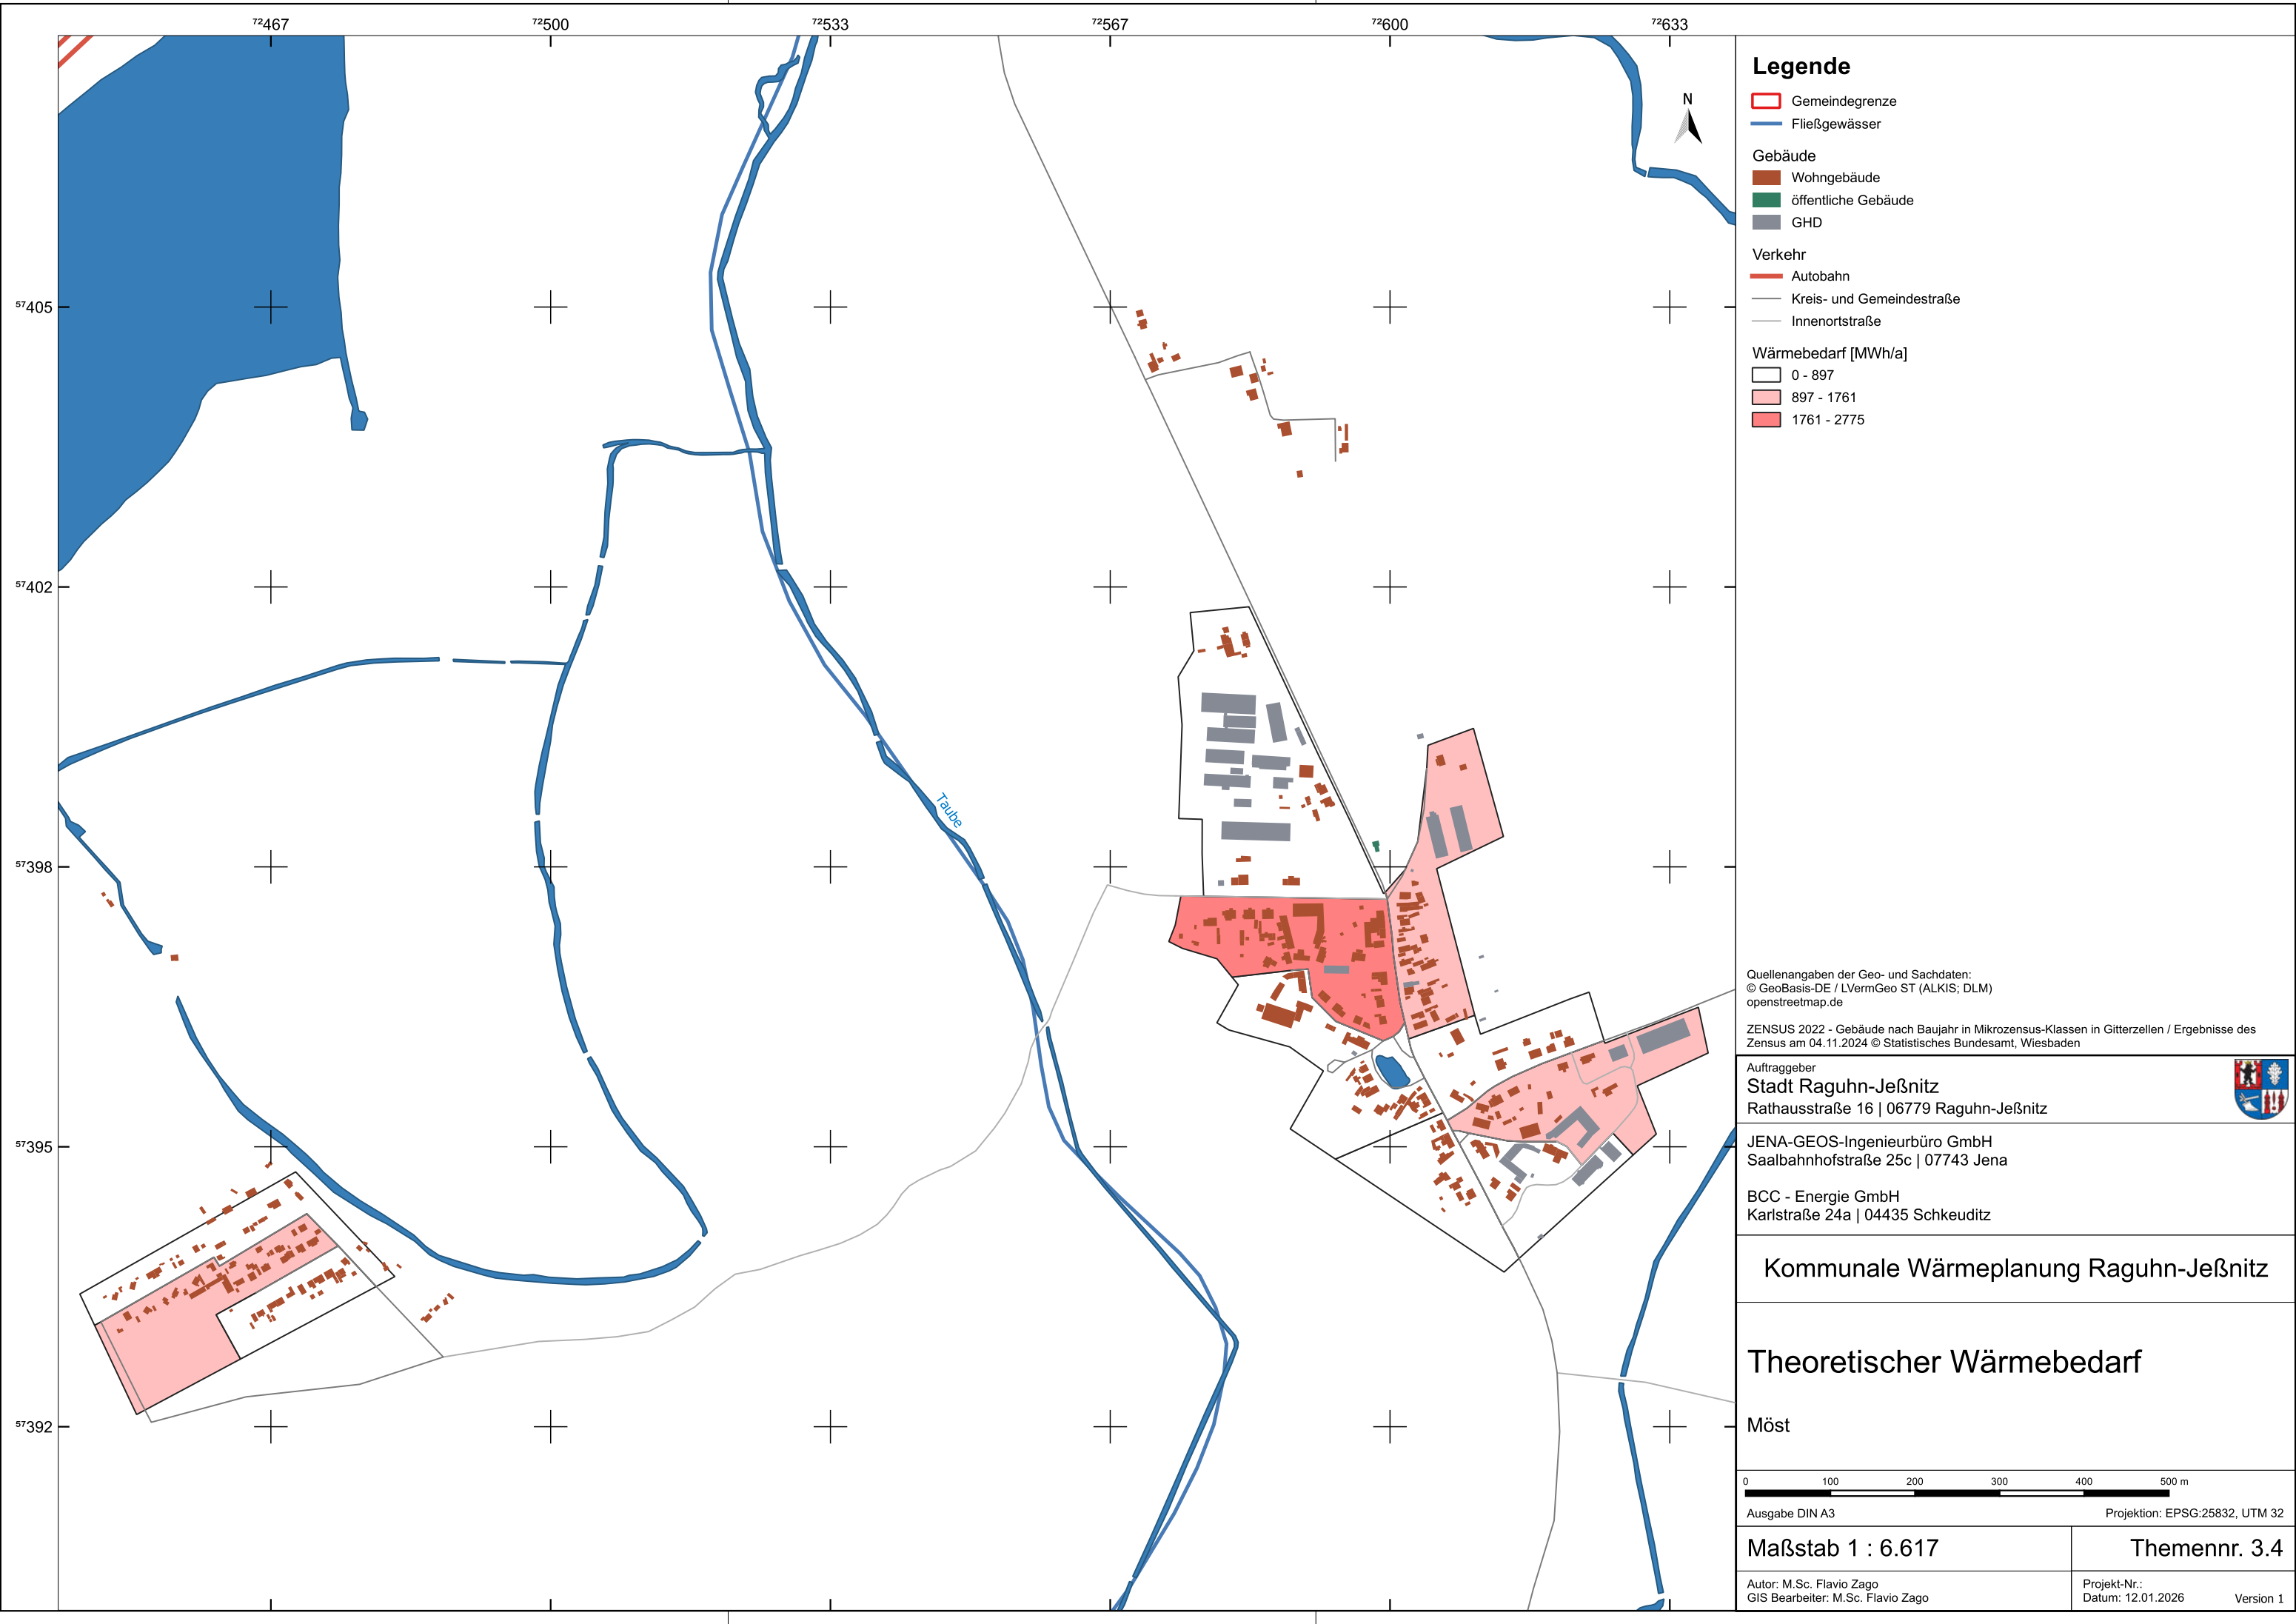 72467 72500 72533 72567 72600 72633
57405
57402
57398
57395
57392
N
Taube
Legende
Gemeindegrenze
Fließgewässer
Gebäude
Wohngebäude
öffentliche Gebäude
GHD
Verkehr
Autobahn
Kreis- und Gemeindestraße
Innenortstraße
Wärmebedarf [MWh/a]
0 - 897
897 - 1761
1761 - 2775
Quellenangaben der Geo- und Sachdaten:
© GeoBasis-DE / LVermGeo ST (ALKIS; DLM)
openstreetmap.de
ZENSUS 2022 - Gebäude nach Baujahr in Mikrozensus-Klassen in Gitterzellen / Ergebnisse des
Zensus am 04.11.2024 © Statistisches Bundesamt, Wiesbaden
Auftraggeber
Stadt Raguhn-Jeßnitz
Rathausstraße 16 | 06779 Raguhn-Jeßnitz
JENA-GEOS-Ingenieurbüro GmbH
Saalbahnhofstraße 25c | 07743 Jena
BCC - Energie GmbH
Karlstraße 24a | 04435 Schkeuditz
Kommunale Wärmeplanung Raguhn-Jeßnitz
Theoretischer Wärmebedarf
Möst
0 100 200 300 400 500 m
Ausgabe DIN A3 Projektion: EPSG:25832, UTM 32
Maßstab 1 : 6.617 Themennr. 3.4
Autor: M.Sc. Flavio Zago Projekt-Nr.:
GIS Bearbeiter: M.Sc. Flavio Zago Datum: 12.01.2026 Version 1